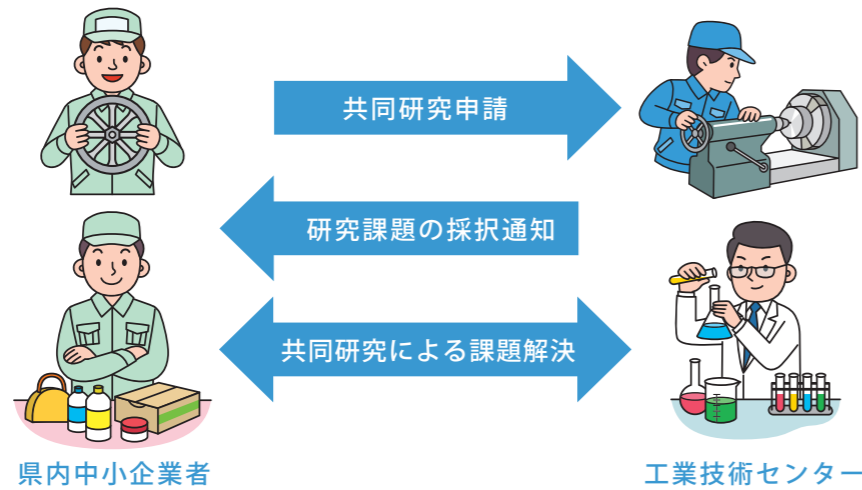 共同研究申請
研究課題の採択通知
共同研究による課題解決
県内中小企業者
工業技術センター